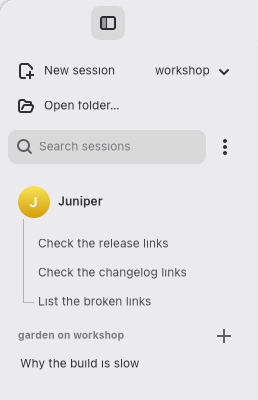 New session workshop
Open folder...
Search sessions
J Juniper
Check the release links
Check the changelog links
List the broken links
garden on workshop
Why the build is slow